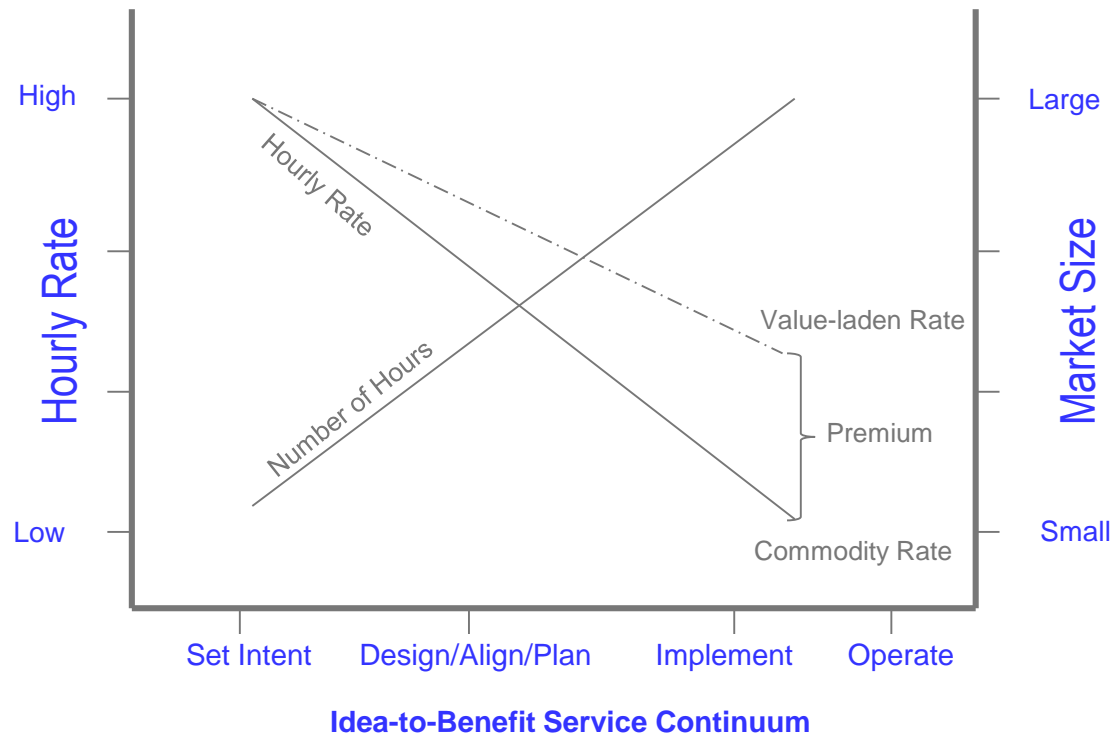 High
Large
Hourly Rate
Hourly Rate
Market Size
Value-laden Rate
Number of Hours
Premium
Low
Small
Commodity Rate
Set Intent
Design/Align/Plan
Implement
Operate
Idea-to-Benefit Service Continuum